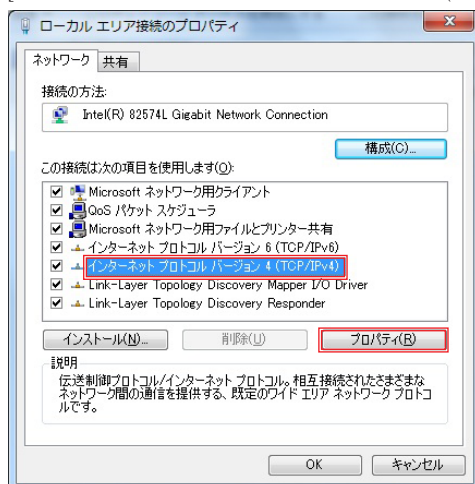 ローカル エリア接続のプロパティ
ネットワーク 共有
接続の方法:
Intel(R) 82574L Gigabit Network Connection
構成(C)...
この接続は次の項目を使用します(O):
Microsoft ネットワーク用クライアント
QoS パケット スケジューラ
Microsoft ネットワーク用ファイルとプリンター共有
インターネット プロトコル バージョン 6 (TCP/IPv6)
インターネット プロトコル バージョン 4 (TCP/IPv4)
Link-Layer Topology Discovery Mapper I/O Driver
Link-Layer Topology Discovery Responder
インストール(N)... 削除(U) プロパティ(R)
説明
伝送制御プロトコル/インターネット プロトコル。相互接続されたさまざまな
ネットワーク間の通信を提供する、既定のワイド エリア ネットワーク プロトコ
ルです。
OK キャンセル